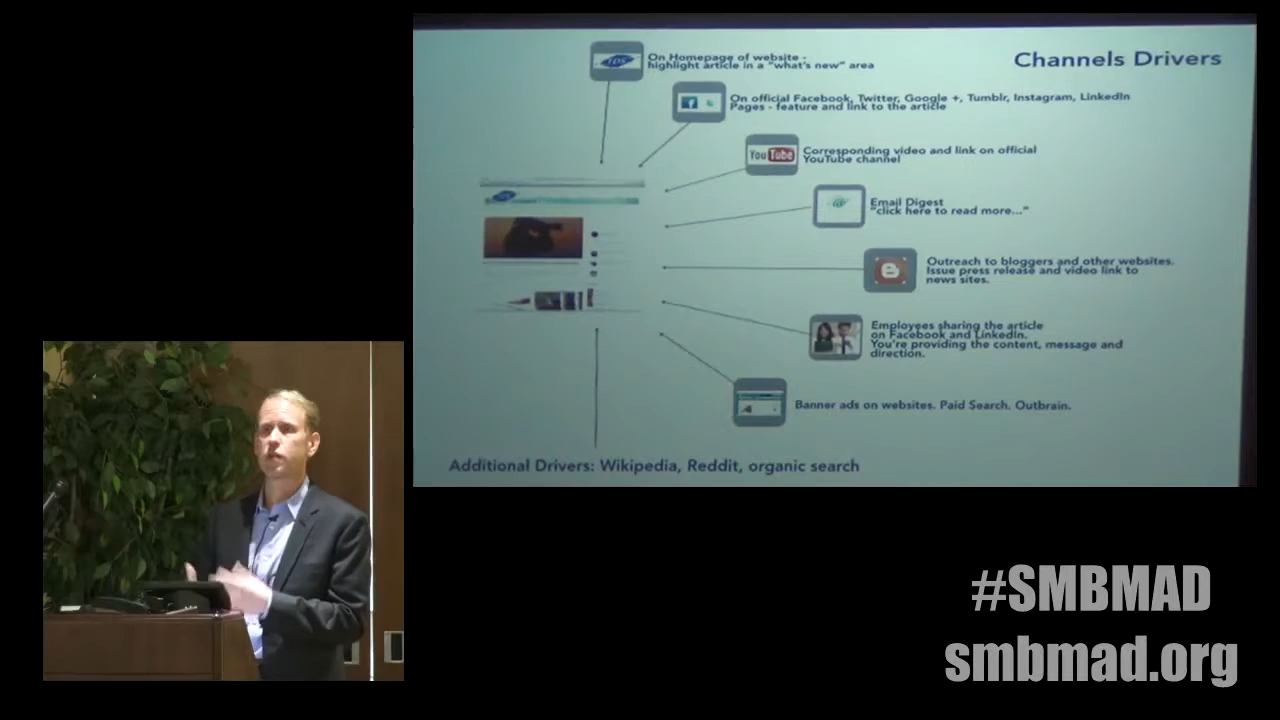 Channels Drivers
On Homepage of website -
highlight article in a "what's new" area
On official Facebook, Twitter, Google +, Tumblr, Instagram, LinkedIn
Pages - feature and link to the article
You Tube
Corresponding video and link on official
YouTube channel
Email Digest
"click here to read more..."
Outreach to bloggers and other websites.
Issue press release and video link to
news sites.
Employees sharing the article
on Facebook and LinkedIn.
You're providing the content, message and
direction.
Banner ads on websites. Paid Search. Outbrain.
Additional Drivers: Wikipedia, Reddit, organic search
#SMBMAD
smbmad.org